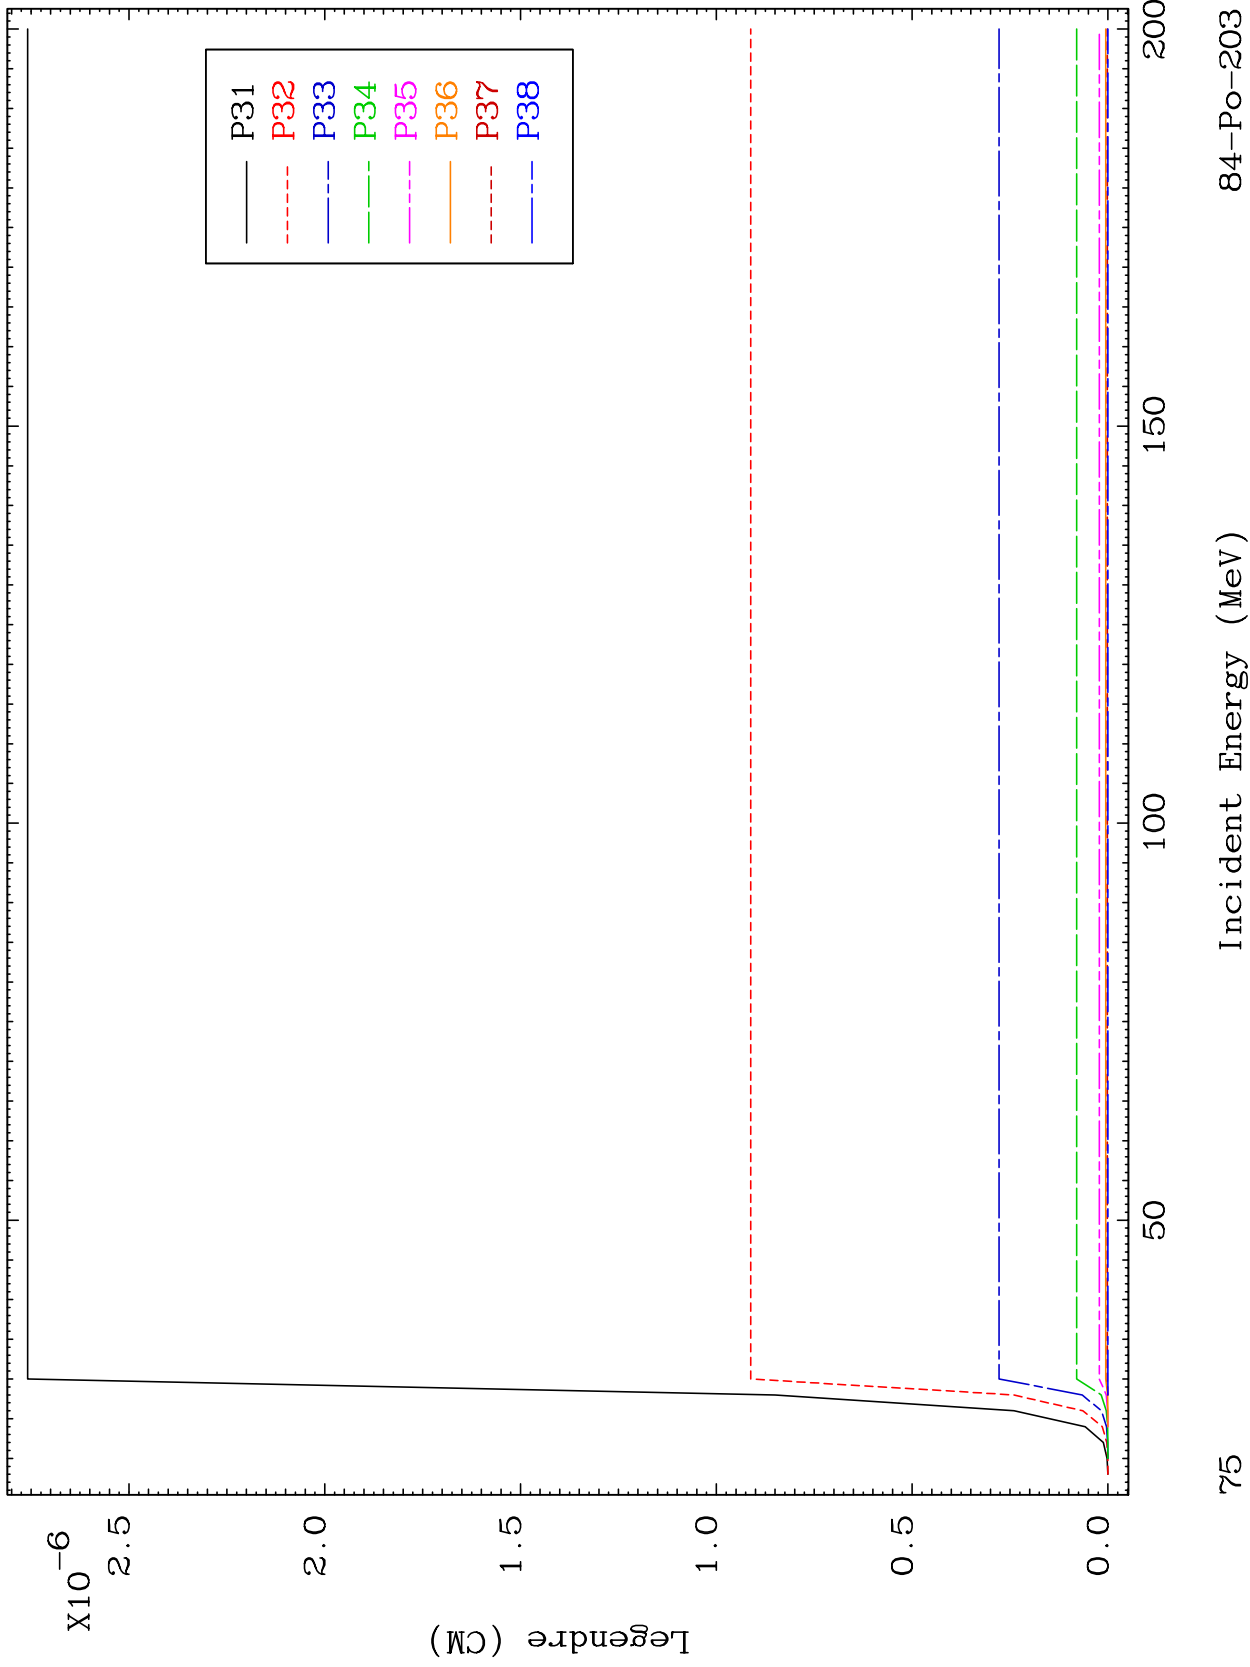 X10-6
2.5
2.0
1.5
1.0
0.5
0.0
Legendre (CM)
P31
P32
P33
P34
P35
P36
P37
P38
50
100
150
200
Incident Energy (MeV)
75
84-Po-203